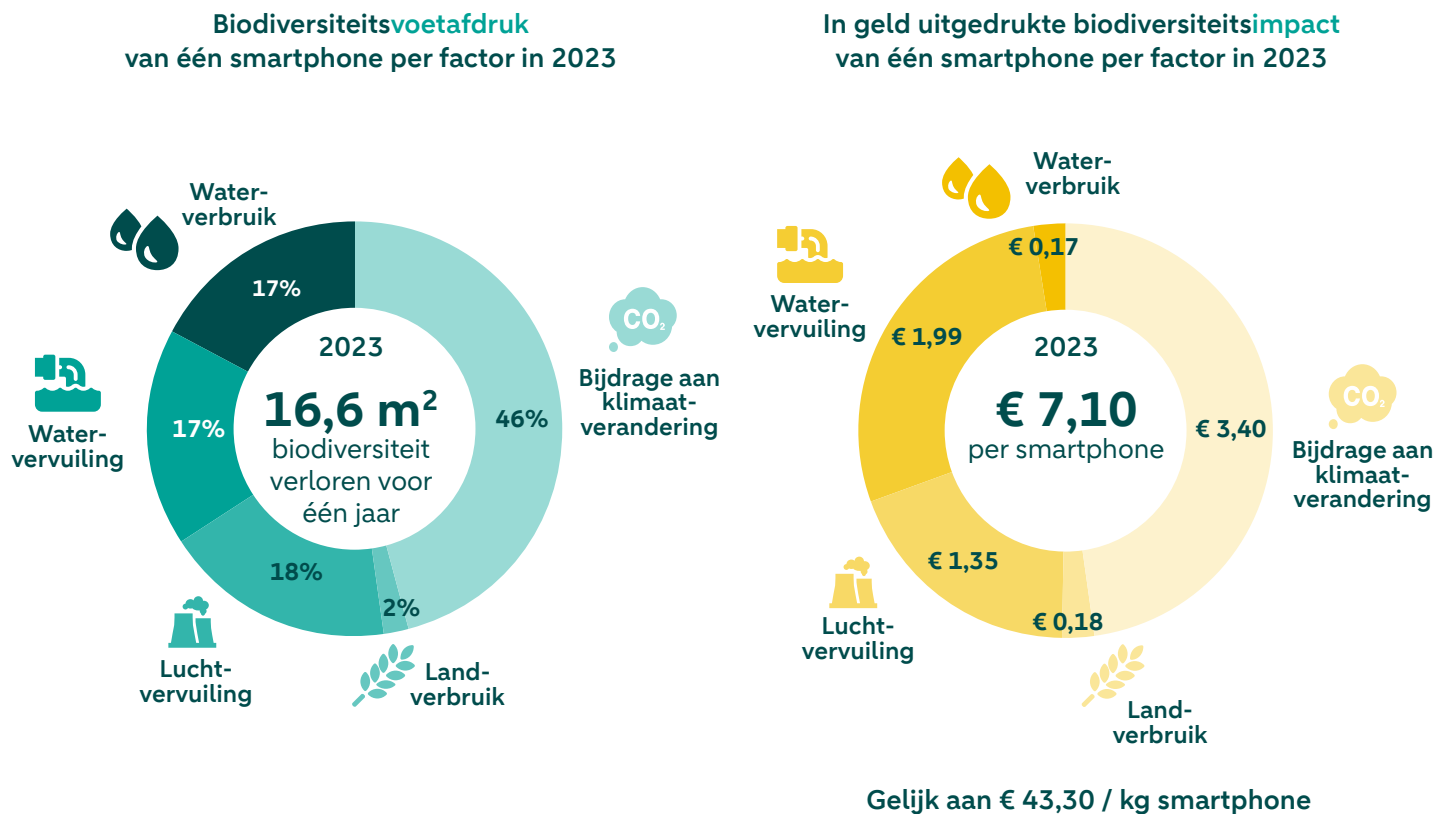 Biodiversiteitsvoetafdruk
van één smartphone per factor in 2023
Water-
verbruik
17%
Water-
vervuiling
17%
2023
16,6 m²
biodiversiteit
verloren voor
één jaar
46%
CO₂
Bijdrage aan
klimaat-
verandering
18%
2%
Lucht-
vervuiling
Land-
verbruik
In geld uitgedrukte biodiversiteitsimpact
van één smartphone per factor in 2023
Water-
verbruik
€ 0,17
Water-
vervuiling
€ 1,99
2023
€ 7,10
per smartphone
€ 3,40
CO₂
Bijdrage aan
klimaat-
verandering
€ 1,35
€ 0,18
Lucht-
vervuiling
Land-
verbruik
Gelijk aan € 43,30 / kg smartphone